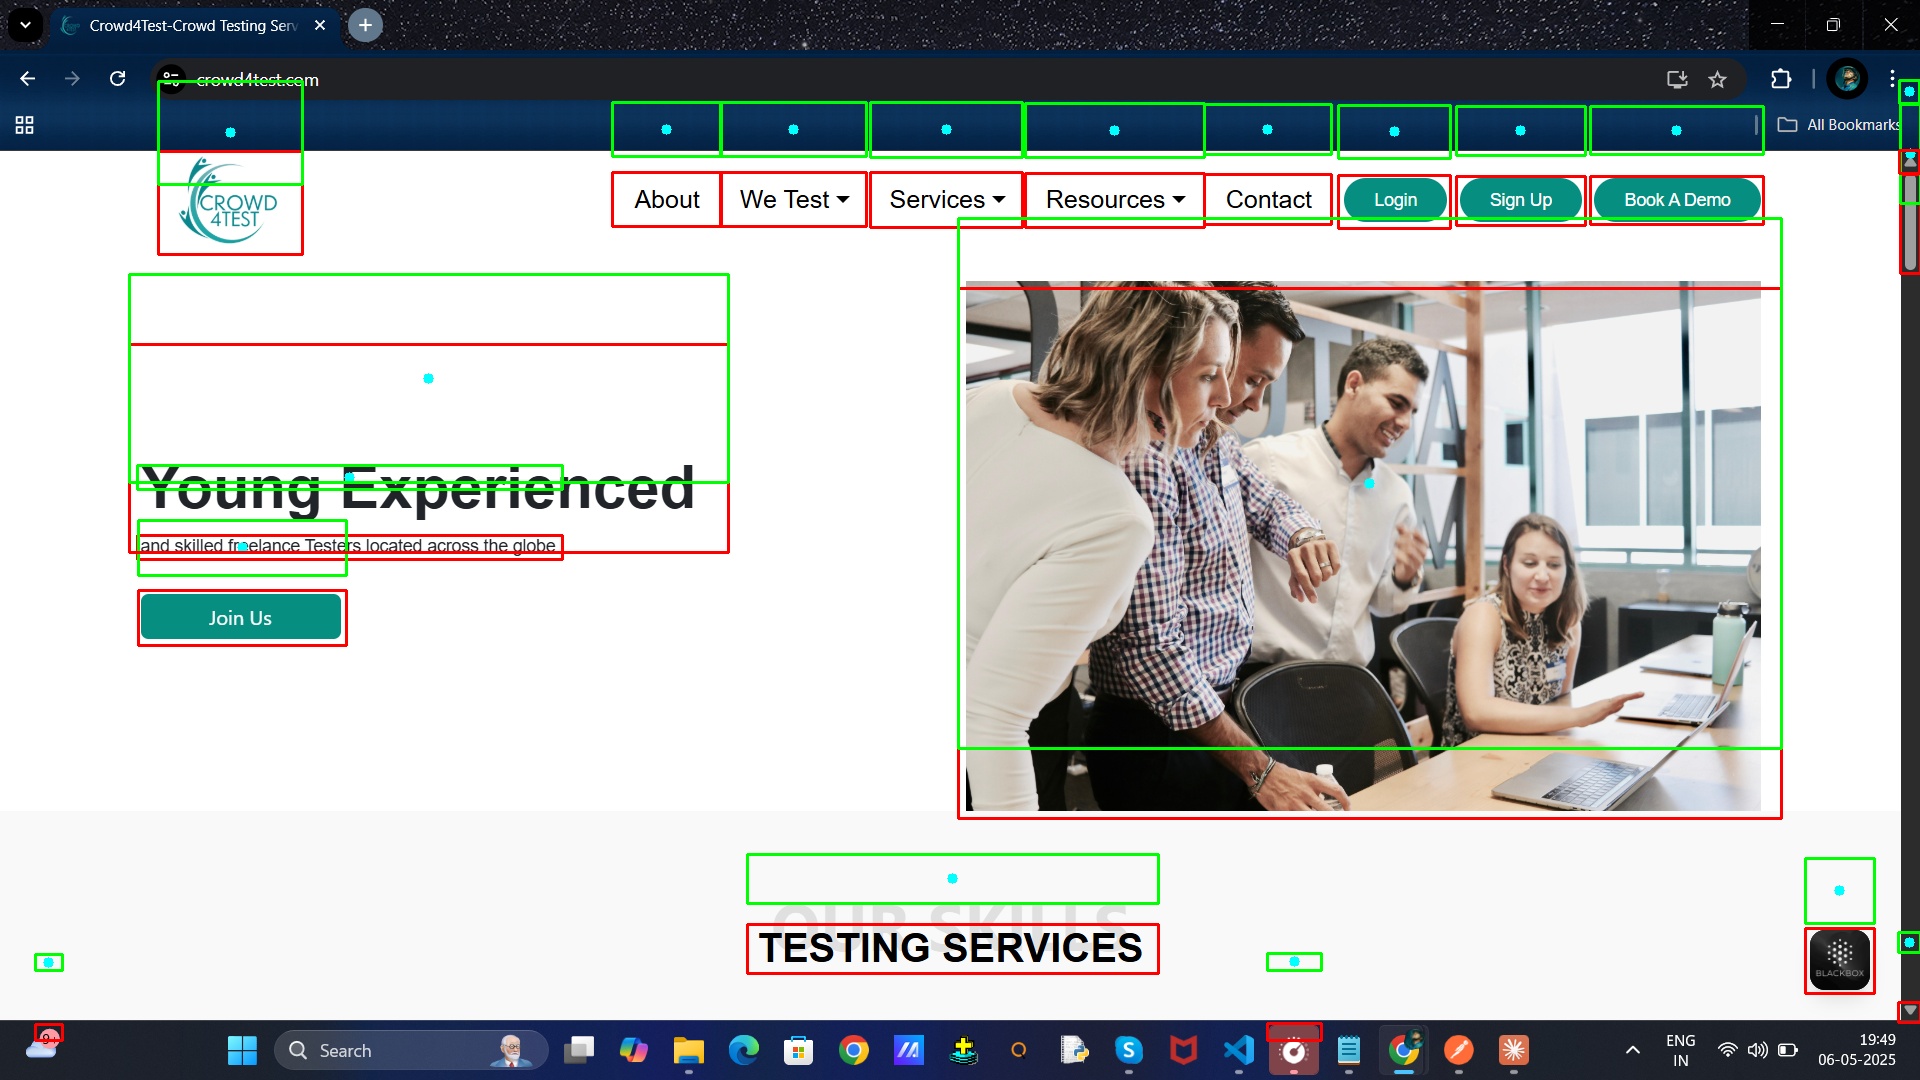 Crowd4Test-Crowd Testing Serv
crowd4test.com
All Bookmarks
CROWD
4TEST
About We Test Services Resources Contact Login Sign Up Book A Demo
Young Experienced
and skilled freelance Testers located across the globe
Join Us
OUR SKILLS
TESTING SERVICES
BLACKBOX
9+
Search
ENG
IN
19:49
06-05-2025